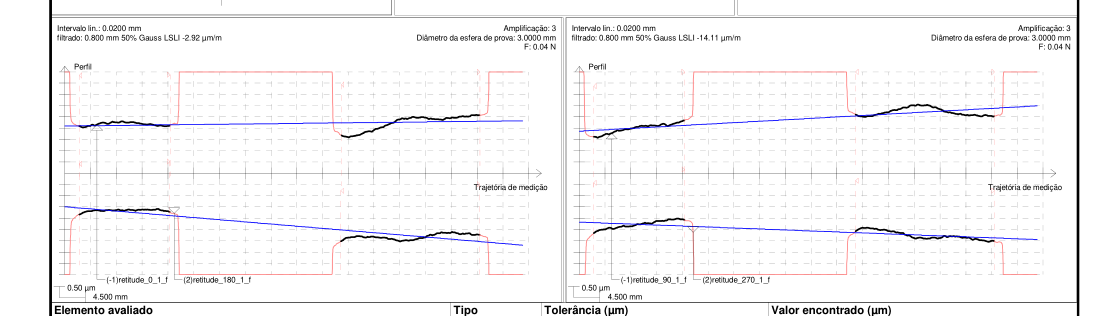 Intervalo lin.: 0.0200 mm
filtrado: 0.800 mm 50% Gauss LSLI -2.92 µm/m
Amplificação: 3
Diâmetro da esfera de prova: 3.0000 mm
F: 0.04 N
Perfil
Trajetória de medição
(-1)retitude_0_1_f
(2)retitude_180_1_f
0.50 µm
4.500 mm
Intervalo lin.: 0.0200 mm
filtrado: 0.800 mm 50% Gauss LSLI -14.11 µm/m
Amplificação: 3
Diâmetro da esfera de prova: 3.0000 mm
F: 0.04 N
Perfil
Trajetória de medição
(-1)retitude_90_1_f
(2)retitude_270_1_f
0.50 µm
4.500 mm
Elemento avaliado Tipo Tolerância (µm) Valor encontrado (µm)